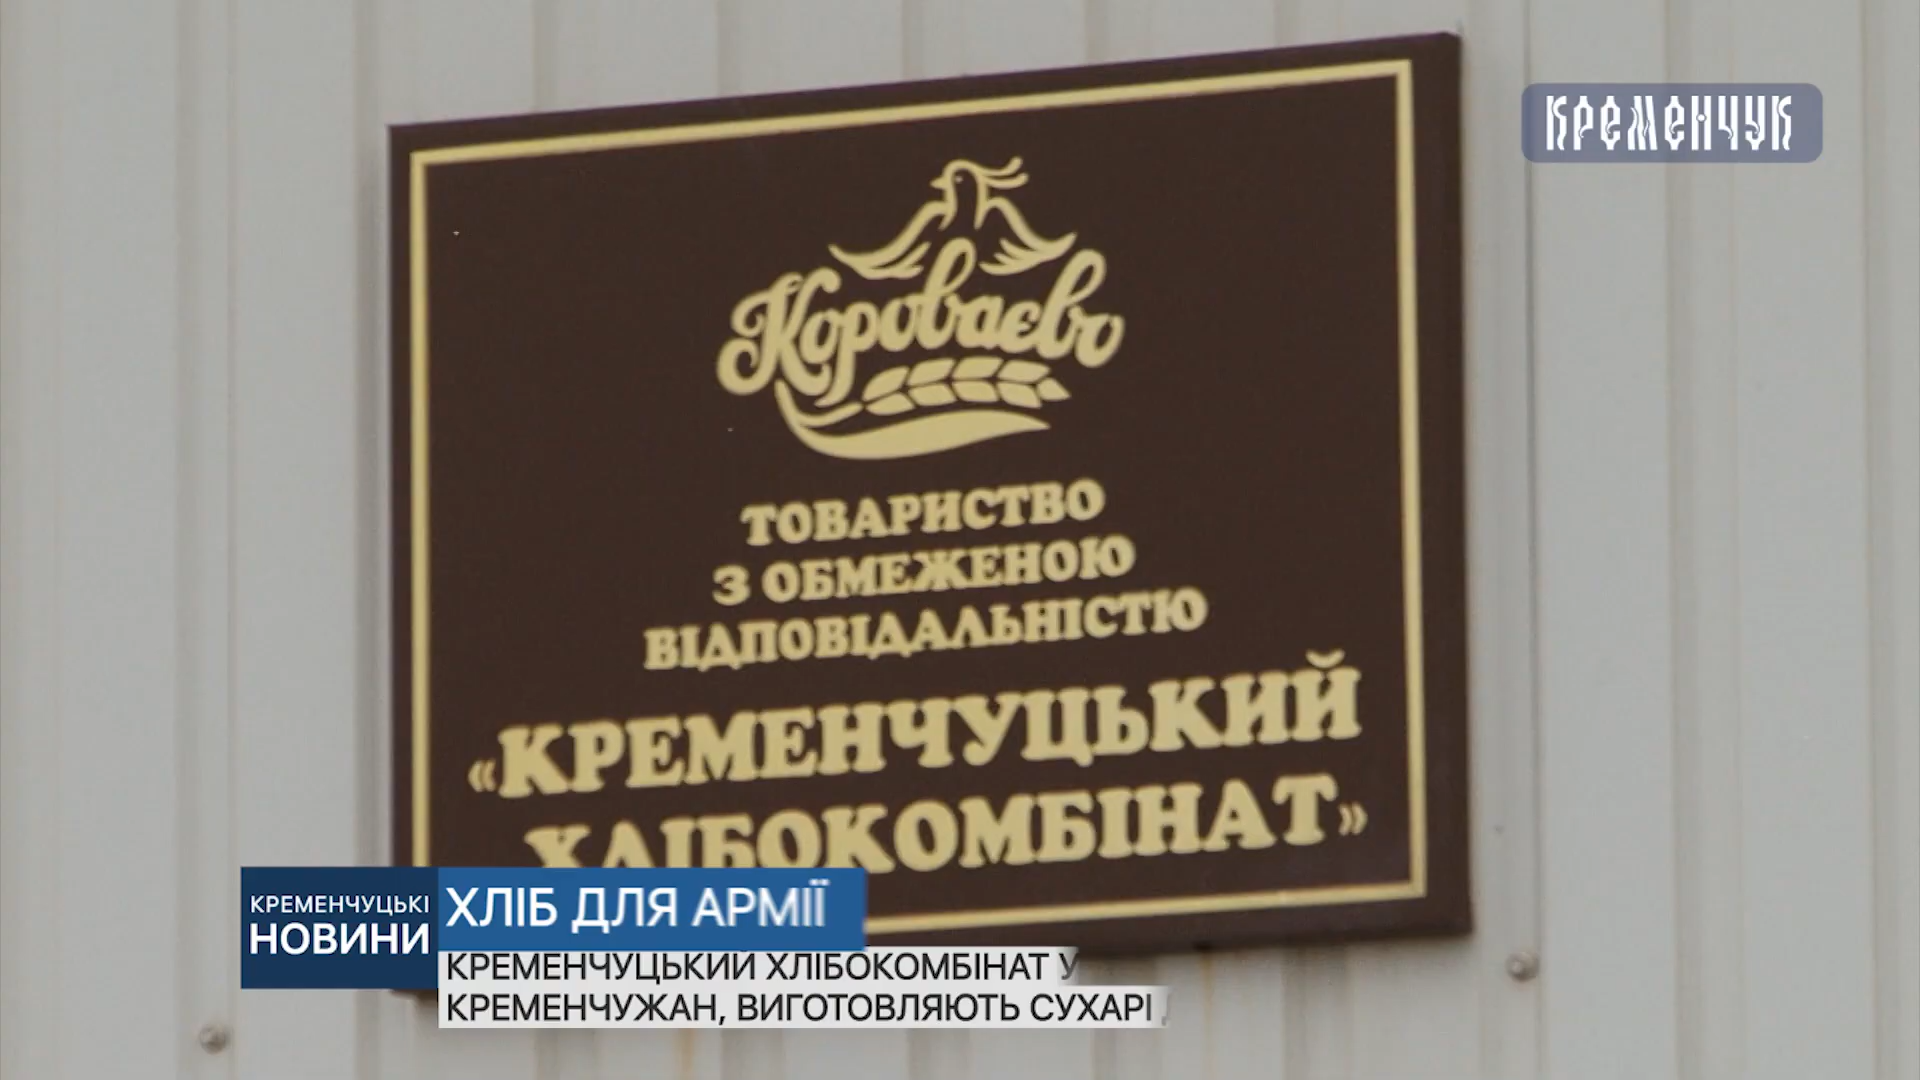 КРЕМЕНЧУК
Короваєво
ТОВАРИСТВО
З ОБМЕЖЕНОЮ
ВІДПОВІДАЛЬНІСТЮ
«КРЕМЕНЧУЦЬКИЙ
ХЛІБОКОМБІНАТ»
КРЕМЕНЧУЦЬКІ
НОВИНИ
ХЛІБ ДЛЯ АРМІЇ
КРЕМЕНЧУЦЬКИЙ ХЛІБОКОМБІНАТ У
КРЕМЕНЧУЖАН, ВИГОТОВЛЯЮТЬ СУХАРІ